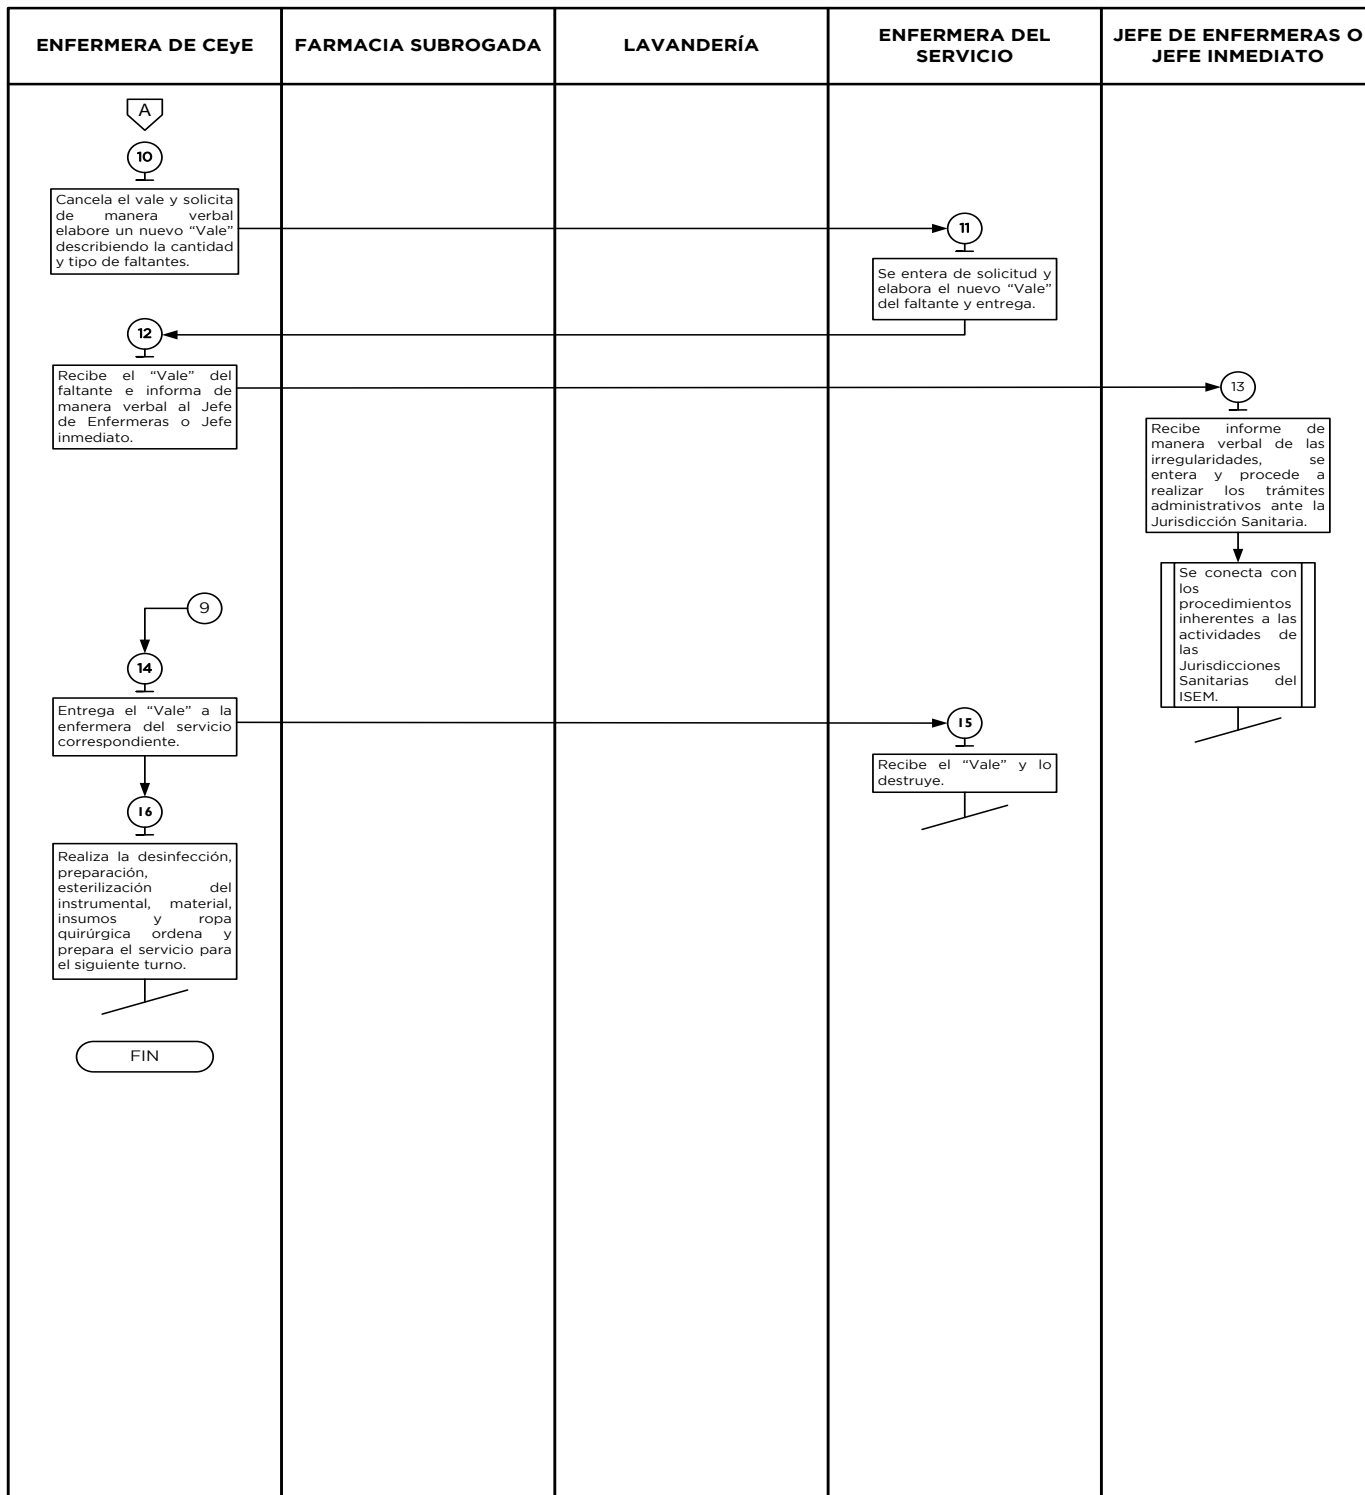 ENFERMERA DE CEyE
FARMACIA SUBROGADA
LAVANDERÍA
ENFERMERA DEL
SERVICIO
JEFE DE ENFERMERAS O
JEFE INMEDIATO
A
10
Cancela el vale y solicita
de manera verbal
elabore un nuevo “Vale”
describiendo la cantidad
y tipo de faltantes.
11
Se entera de solicitud y
elabora el nuevo “Vale”
del faltante y entrega.
12
Recibe el “Vale” del
faltante e informa de
manera verbal al Jefe
de Enfermeras o Jefe
inmediato.
13
Recibe informe de
manera verbal de las
irregularidades, se
entera y procede a
realizar los trámites
administrativos ante la
Jurisdicción Sanitaria.
Se conecta con
los
procedimientos
inherentes a las
actividades de
las
Jurisdicciones
Sanitarias del
ISEM.
9
14
Entrega el “Vale” a la
enfermera del servicio
correspondiente.
15
Recibe el “Vale” y lo
destruye.
16
Realiza la desinfección,
preparación,
esterilización del
instrumental, material,
insumos y ropa
quirúrgica ordena y
prepara el servicio para
el siguiente turno.
FIN